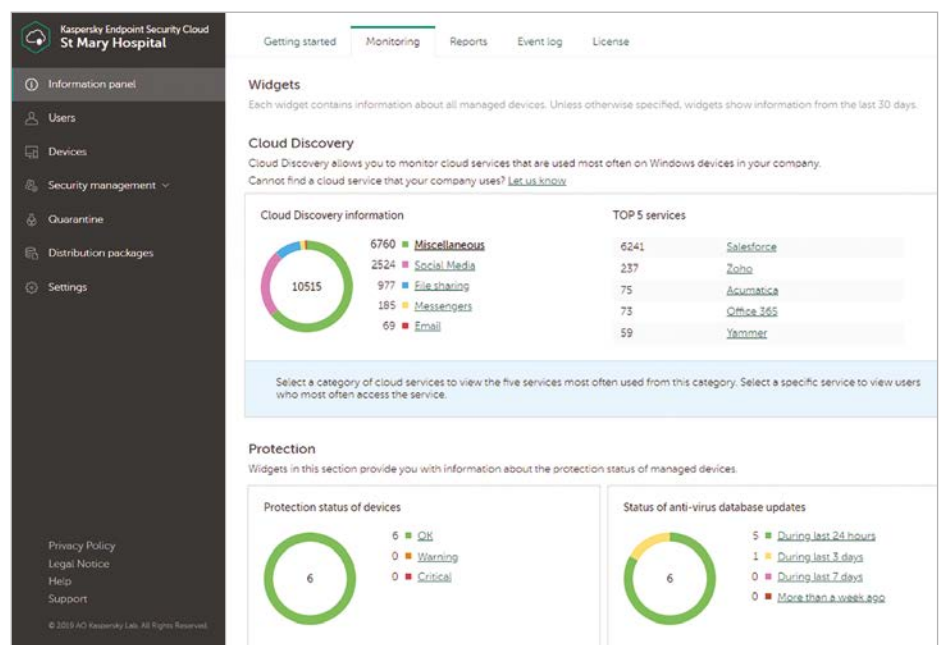 Kaspersky Endpoint Security Cloud
St Mary Hospital
Information panel
Users
Devices
Security management
Quarantine
Distribution packages
Settings
Privacy Policy
Legal Notice
Help
Support
© 2019 AO Kaspersky Lab. All Rights Reserved.
Getting started Monitoring Reports Event log License
Widgets
Each widget contains information about all managed devices. Unless otherwise specified, widgets show information from the last 30 days.
Cloud Discovery
Cloud Discovery allows you to monitor cloud services that are used most often on Windows devices in your company.
Cannot find a cloud service that your company uses? Let us know
Cloud Discovery information
10515
6760 Miscellaneous
2524 Social Media
977 File sharing
185 Messengers
69 Email
TOP 5 services
6241 Salesforce
237 Zoho
75 Acumatica
73 Office 365
59 Yammer
Select a category of cloud services to view the five services most often used from this category. Select a specific service to view users
who most often access the service.
Protection
Widgets in this section provide you with information about the protection status of managed devices.
Protection status of devices
6
6 OK
0 Warning
0 Critical
Status of anti-virus database updates
6
5 During last 24 hours
1 During last 3 days
0 During last 7 days
0 More than a week ago